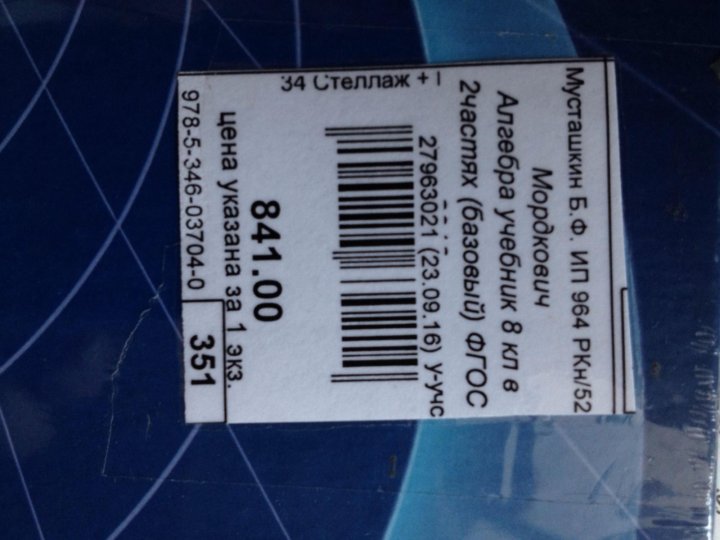 Мусташкин Б.Ф. ИП 964 РКн/52
Мордкович
Алгебра учебник 8 кл в
2частях (базовый) ФГОС
27963021 (23.09.16) у-учс
34 Стеллаж + I
841.00
цена указана за 1 экз.
978-5-346-03704-0
351